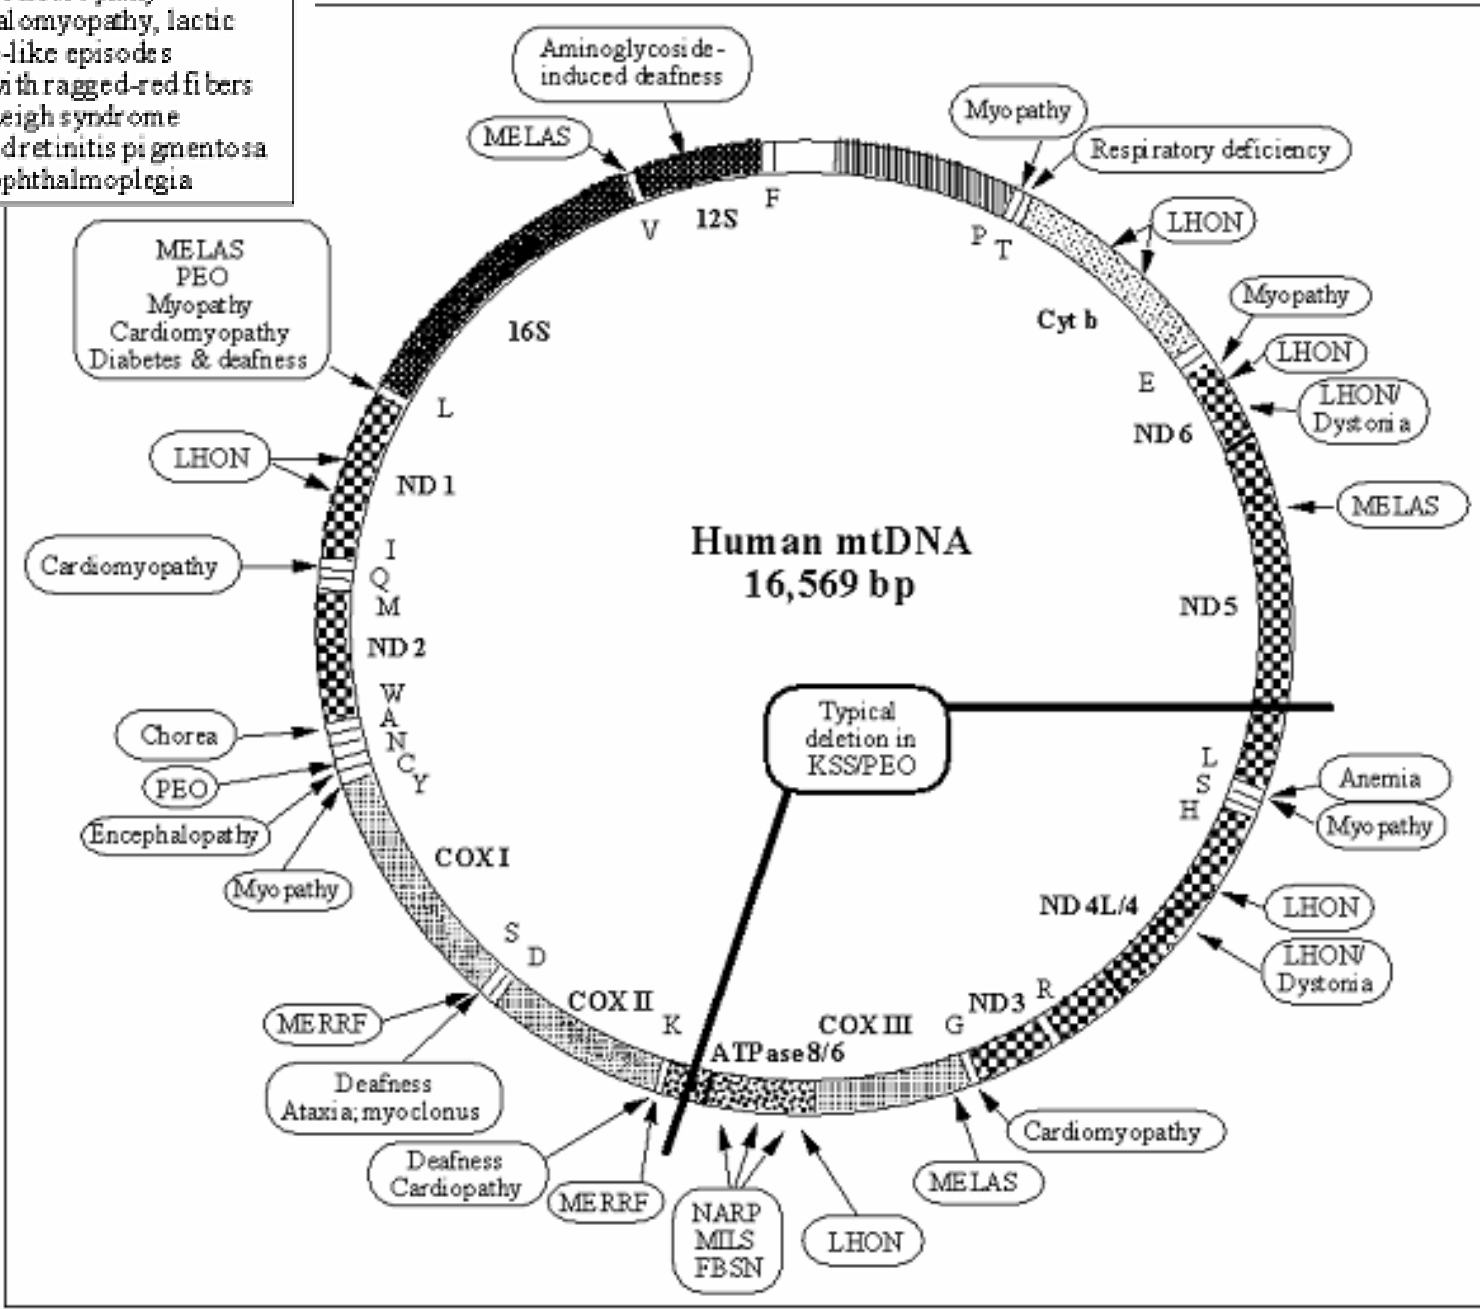 alomyopathy, lactic
-like episodes
with ragged-red fibers
eigh syndrome
d retinitis pigmentosa
ophthalmoplegia
Aminoglycoside-
induced deafness
MELAS
Myopathy
Respiratory deficiency
F
12S
V
P
T
LHON
MELAS
PEO
Myopathy
Cardiomyopathy
Diabetes & deafness
16S
Cyt b
Myopathy
LHON
E
LHON/
Dystonia
L
ND 6
LHON
ND 1
MELAS
Human mtDNA
16,569 bp
Cardiomyopathy
I
Q
M
ND 5
ND 2
W
A
N
C
Y
Chorea
PEO
Encephalopathy
Myopathy
Typical
deletion in
KSS/PEO
L
S
H
Anemia
Myopathy
COX I
ND 4L/4
LHON
LHON/
Dystonia
S
D
COX II
K
ATPase 8/6
COX III
G
ND 3
R
MERRF
Deafness
Ataxia; myoclonus
Deafness
Cardiopathy
MERRF
NARP
MILS
FBSN
LHON
MELAS
Cardiomyopathy